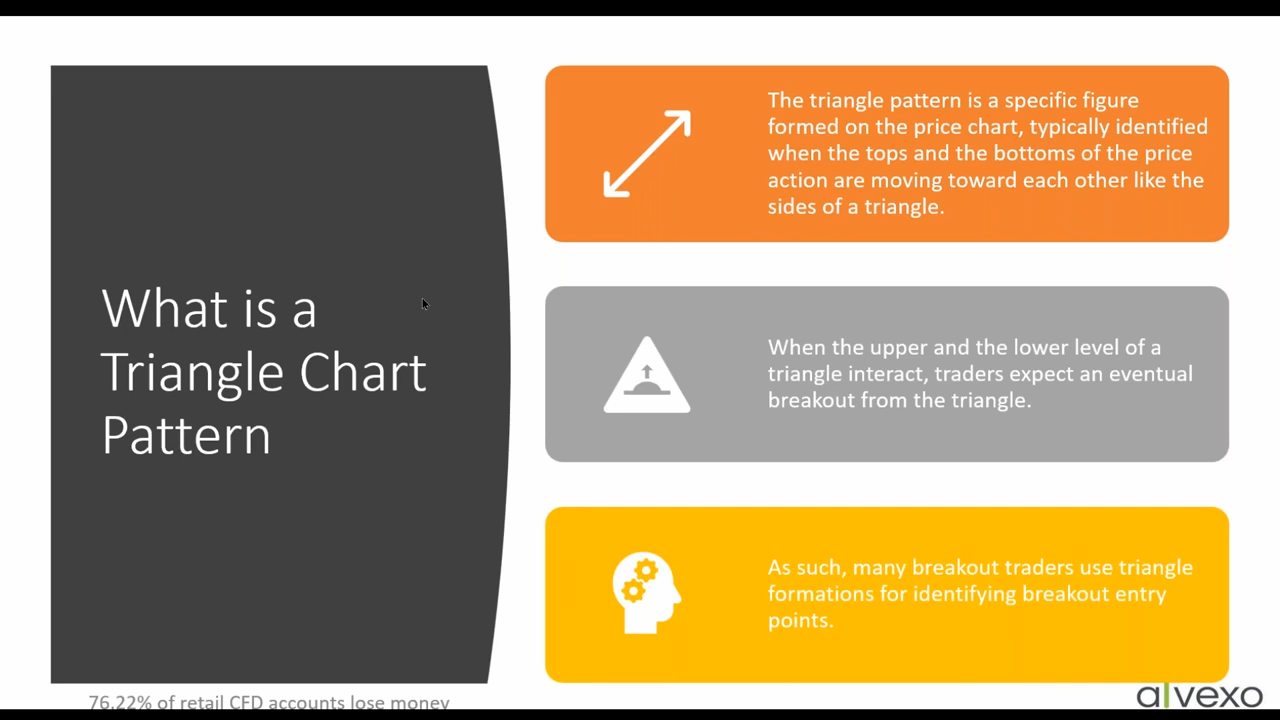 What is a
Triangle Chart
Pattern
The triangle pattern is a specific figure
formed on the price chart, typically identified
when the tops and the bottoms of the price
action are moving toward each other like the
sides of a triangle.
When the upper and the lower level of a
triangle interact, traders expect an eventual
breakout from the triangle.
As such, many breakout traders use triangle
formations for identifying breakout entry
points.
76.22% of retail CFD accounts lose money
alvexo